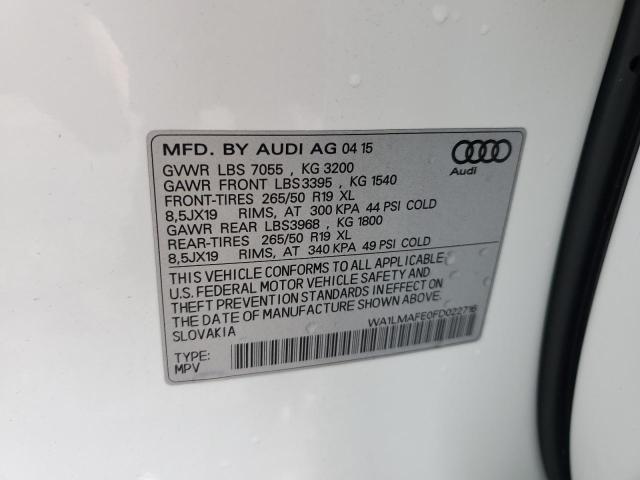 MFD. BY AUDI AG 04 15
Audi
GVWR LBS 7055 , KG 3200
GAWR FRONT LBS3395 , KG 1540
FRONT-TIRES 265/50 R19 XL
8,5JX19 RIMS, AT 300 KPA 44 PSI COLD
GAWR REAR LBS3968 , KG 1800
REAR-TIRES 265/50 R19 XL
8,5JX19 RIMS, AT 340 KPA 49 PSI COLD
THIS VEHICLE CONFORMS TO ALL APPLICABLE
U.S. FEDERAL MOTOR VEHICLE SAFETY AND
THEFT PREVENTION STANDARDS IN EFFECT ON
THE DATE OF MANUFACTURE SHOWN ABOVE.
SLOVAKIA
WA1LMAFE0FD022716
TYPE:
MPV